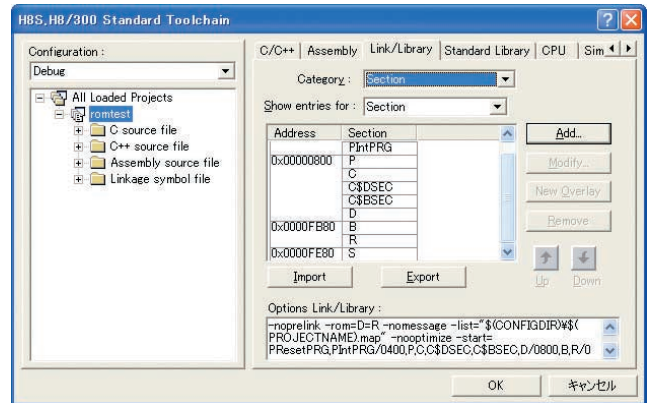 H8S,H8/300 Standard Toolchain
Configuration :
Debug
All Loaded Projects
romtest
C source file
C++ source file
Assembly source file
Linkage symbol file
C/C++ Assembly Link/Library Standard Library CPU Sim
Category : Section
Show entries for : Section
Address Section
PIntPRG
0x00000800 P
C
C$DSEC
C$BSEC
D
0x0000FB80 B
R
0x0000FE80 S
Add...
Modify...
New Overlay
Remove
Up Down
Import Export
Options Link/Library :
-noprelink -rom=D=R -nomessage -list="$(CONFIGDIR)¥$(
PROJECTNAME).map" -nooptimize -start=
PResetPRG,PIntPRG/0400,P,C,C$DSEC,C$BSEC,D/0800,B,R/0
OK キャンセル